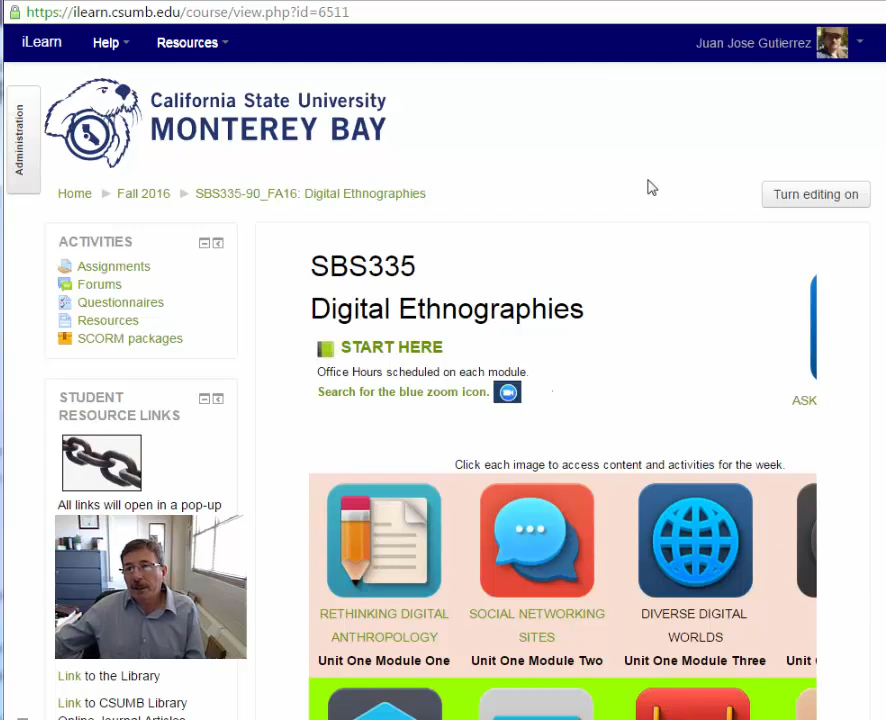 https://ilearn.csumb.edu/course/view.php?id=6511
iLearn Help Resources Juan Jose Gutierrez
Administration
California State University
MONTEREY BAY
Home Fall 2016 SBS335-90_FA16: Digital Ethnographies
Turn editing on
ACTIVITIES
Assignments
Forums
Questionnaires
Resources
SCORM packages
STUDENT
RESOURCE LINKS
All links will open in a pop-up
Link to the Library
Link to CSUMB Library
Online Journal Articles
SBS335
Digital Ethnographies
START HERE
Office Hours scheduled on each module.
Search for the blue zoom icon.
ASK
Click each image to access content and activities for the week.
RETHINKING DIGITAL
ANTHROPOLOGY
Unit One Module One
SOCIAL NETWORKING
SITES
Unit One Module Two
DIVERSE DIGITAL
WORLDS
Unit One Module Three
Unit